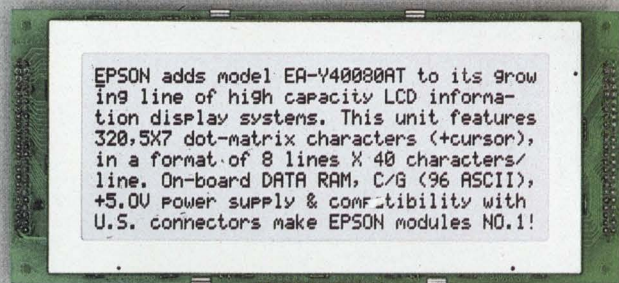 EPSON adds model EA-Y40080AT to its grow
ing line of high capacity LCD informa-
tion display systems. This unit features
320,5X7 dot-matrix characters (+cursor),
in a format of 8 lines X 40 characters/
line. On-board DATA RAM, C/G (96 ASCII),
+5.0V power supply & comp_tibility with
U.S. connectors make EPSON modules NO.1!